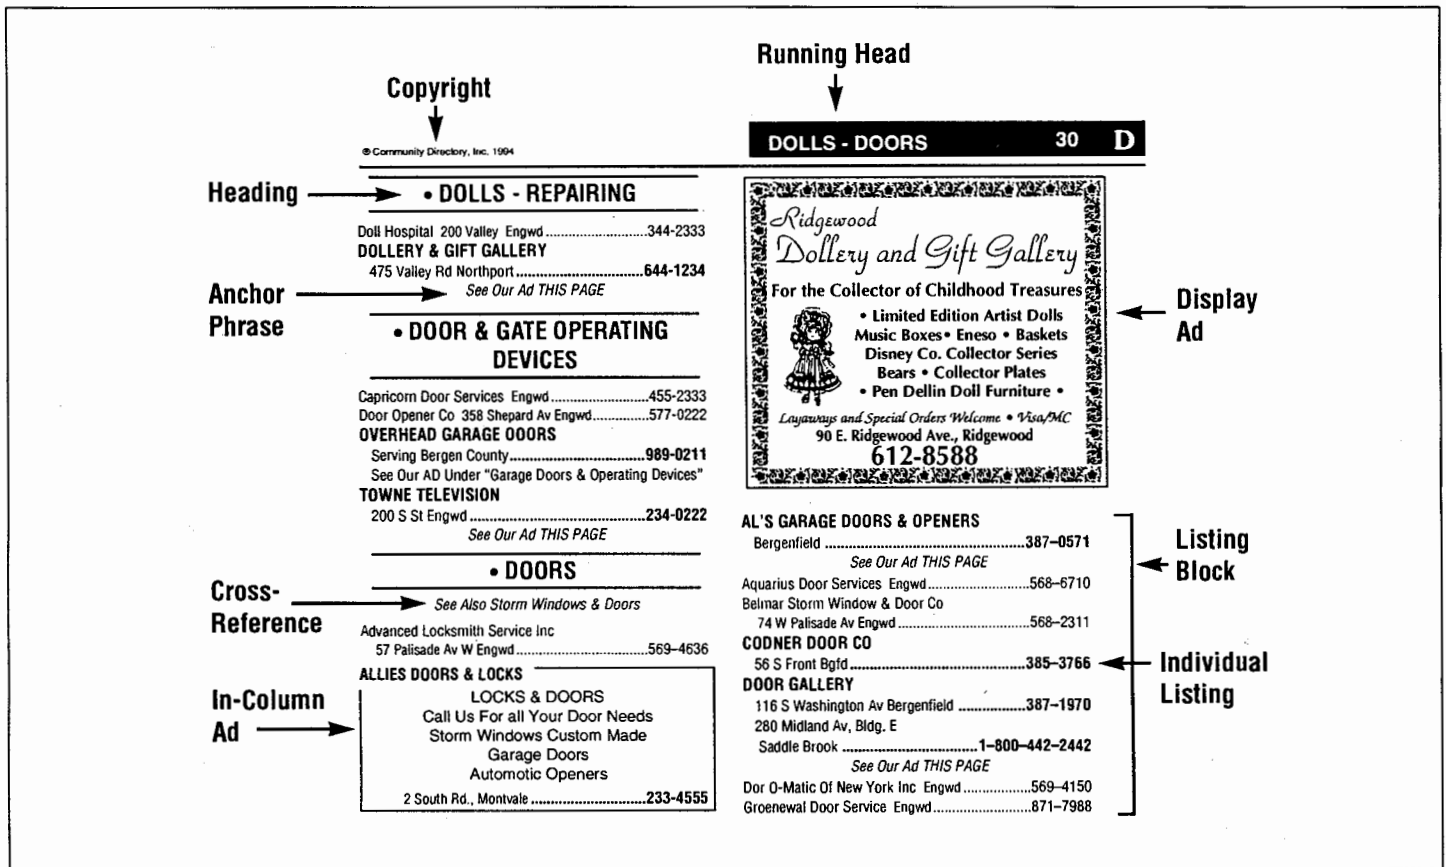 Running Head
Copyright
© Community Directory, Inc. 1994
DOLLS - DOORS 30 D
Heading
• DOLLS - REPAIRING
Doll Hospital 200 Valley Engwd..........................344-2333
DOLLERY & GIFT GALLERY
475 Valley Rd Northport................................644-1234
Anchor
Phrase
See Our Ad THIS PAGE
• DOOR & GATE OPERATING
DEVICES
Capricorn Door Services Engwd.........................455-2333
Door Opener Co 358 Shepard Av Engwd..............577-0222
OVERHEAD GARAGE OOORS
Serving Bergen County..................................989-0211
See Our AD Under "Garage Doors & Operating Devices"
TOWNE TELEVISION
200 S St Engwd............................................234-0222
See Our Ad THIS PAGE
• DOORS
Cross-
Reference
See Also Storm Windows & Doors
Advanced Locksmith Service Inc
57 Palisade Av W Engwd.................................569-4636
In-Column
Ad
ALLIES DOORS & LOCKS
LOCKS & DOORS
Call Us For all Your Door Needs
Storm Windows Custom Made
Garage Doors
Automotic Openers
2 South Rd., Montvale .............................233-4555
Ridgewood
Dollery and Gift Gallery
For the Collector of Childhood Treasures
• Limited Edition Artist Dolls
Music Boxes • Eneso • Baskets
Disney Co. Collector Series
Bears • Collector Plates
• Pen Dellin Doll Furniture •
Layaways and Special Orders Welcome • Visa/MC
90 E. Ridgewood Ave., Ridgewood
612-8588
Display
Ad
AL'S GARAGE DOORS & OPENERS
Bergenfield ..................................................387-0571
See Our Ad THIS PAGE
Aquarius Door Services Engwd.........................568-6710
Belmar Storm Window & Door Co
74 W Palisade Av Engwd................................568-2311
CODNER DOOR CO
56 S Front Bgfd............................................385-3766
DOOR GALLERY
116 S Washington Av Bergenfield .................387-1970
280 Midland Av, Bldg. E
Saddle Brook ..................................1-800-442-2442
See Our Ad THIS PAGE
Dor O-Matic Of New York Inc Engwd.................569-4150
Groenewal Door Service Engwd........................871-7988
Listing
Block
Individual
Listing